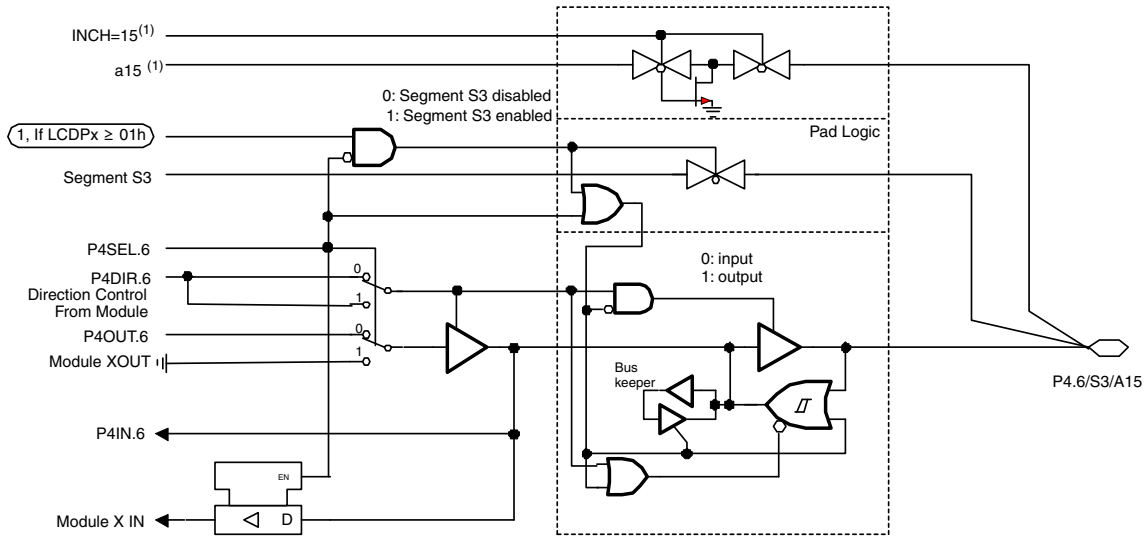 INCH=15(1)
a15 (1)
0: Segment S3 disabled
1: Segment S3 enabled
1, If LCDPx ≥ 01h
Pad Logic
Segment S3
P4SEL.6
0: input
1: output
P4DIR.6
0
Direction Control
From Module
1
P4OUT.6
0
Module XOUT
1
Bus
keeper
P4.6/S3/A15
P4IN.6
EN
Module X IN
D